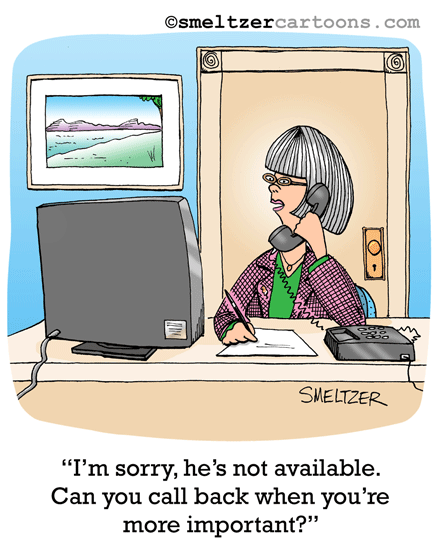 ©smeltzercartoons.com
SMELTZER
“I’m sorry, he’s not available.
Can you call back when you’re
more important?”